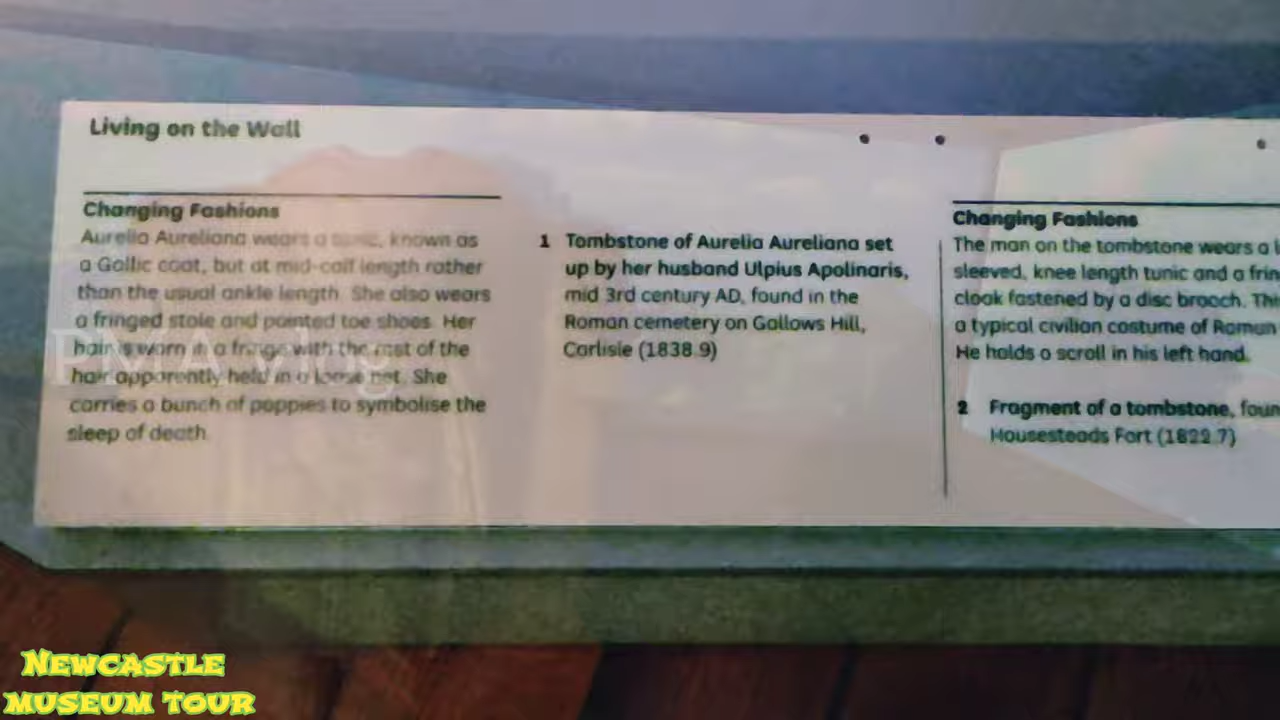 Living on the Wall
Changing Fashions
Aurelia Aureliana wears a tunic, known as
a Gallic coat, but at mid-calf length rather
than the usual ankle length. She also wears
a fringed stole and pointed toe shoes. Her
hair is worn in a fringe with the rest of the
hair apparently held in a loose net. She
carries a bunch of poppies to symbolise the
sleep of death
1 Tombstone of Aurelia Aureliana set
up by her husband Ulpius Apolinaris,
mid 3rd century AD, found in the
Roman cemetery on Gallows Hill,
Carlisle (1838.9)
Changing Fashions
The man on the tombstone wears a
sleeved, knee length tunic and a
cloak fastened by a disc brooch.
a typical civilian costume of Roman
He holds a scroll in his left hand.
2 Fragment of a tombstone,
Housesteads Fort (1822.7)
Newcastle
museum tour